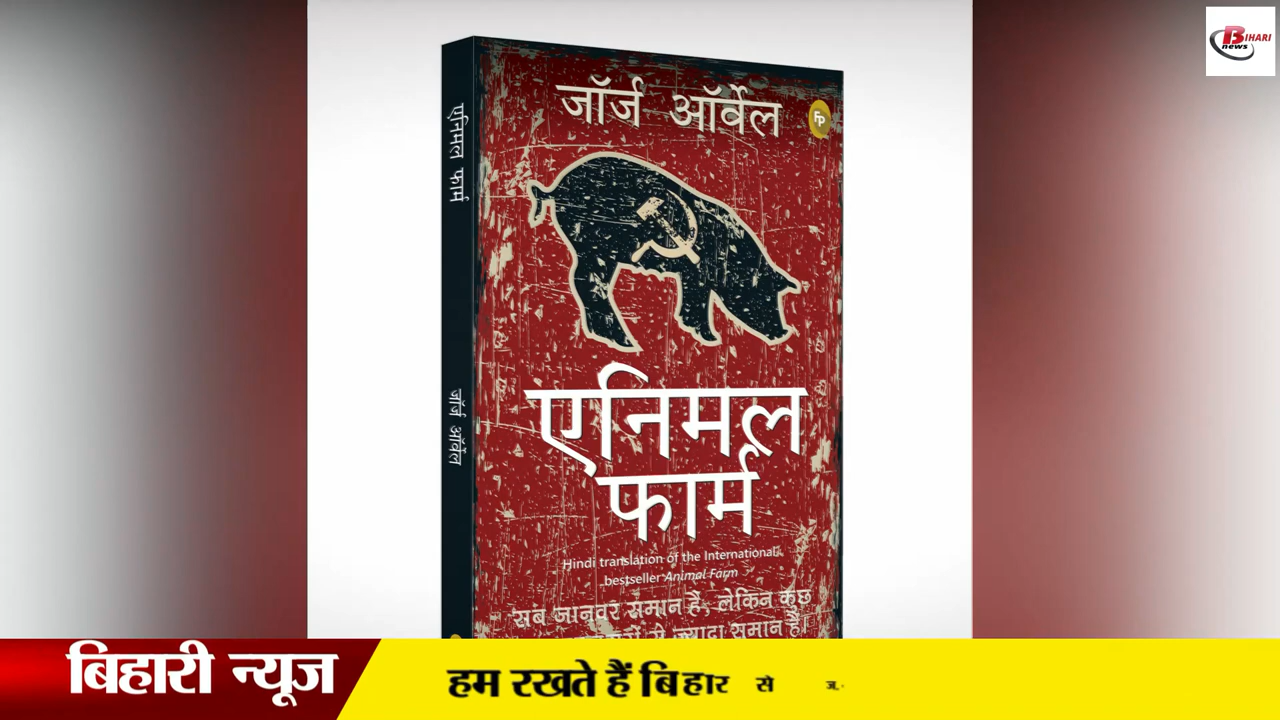 BIHARI
news
जॉर्ज ऑर्वेल
FP
एनिमल फार्म
जॉर्ज ऑर्वेल
एनिमल
फार्म
Hindi translation of the International
bestseller Animal Farm
सब जानवर समान हैं, लेकिन कुछ
ज्यादा समान हैं।
बिहारी न्यूज
हम रखते हैं बिहार से